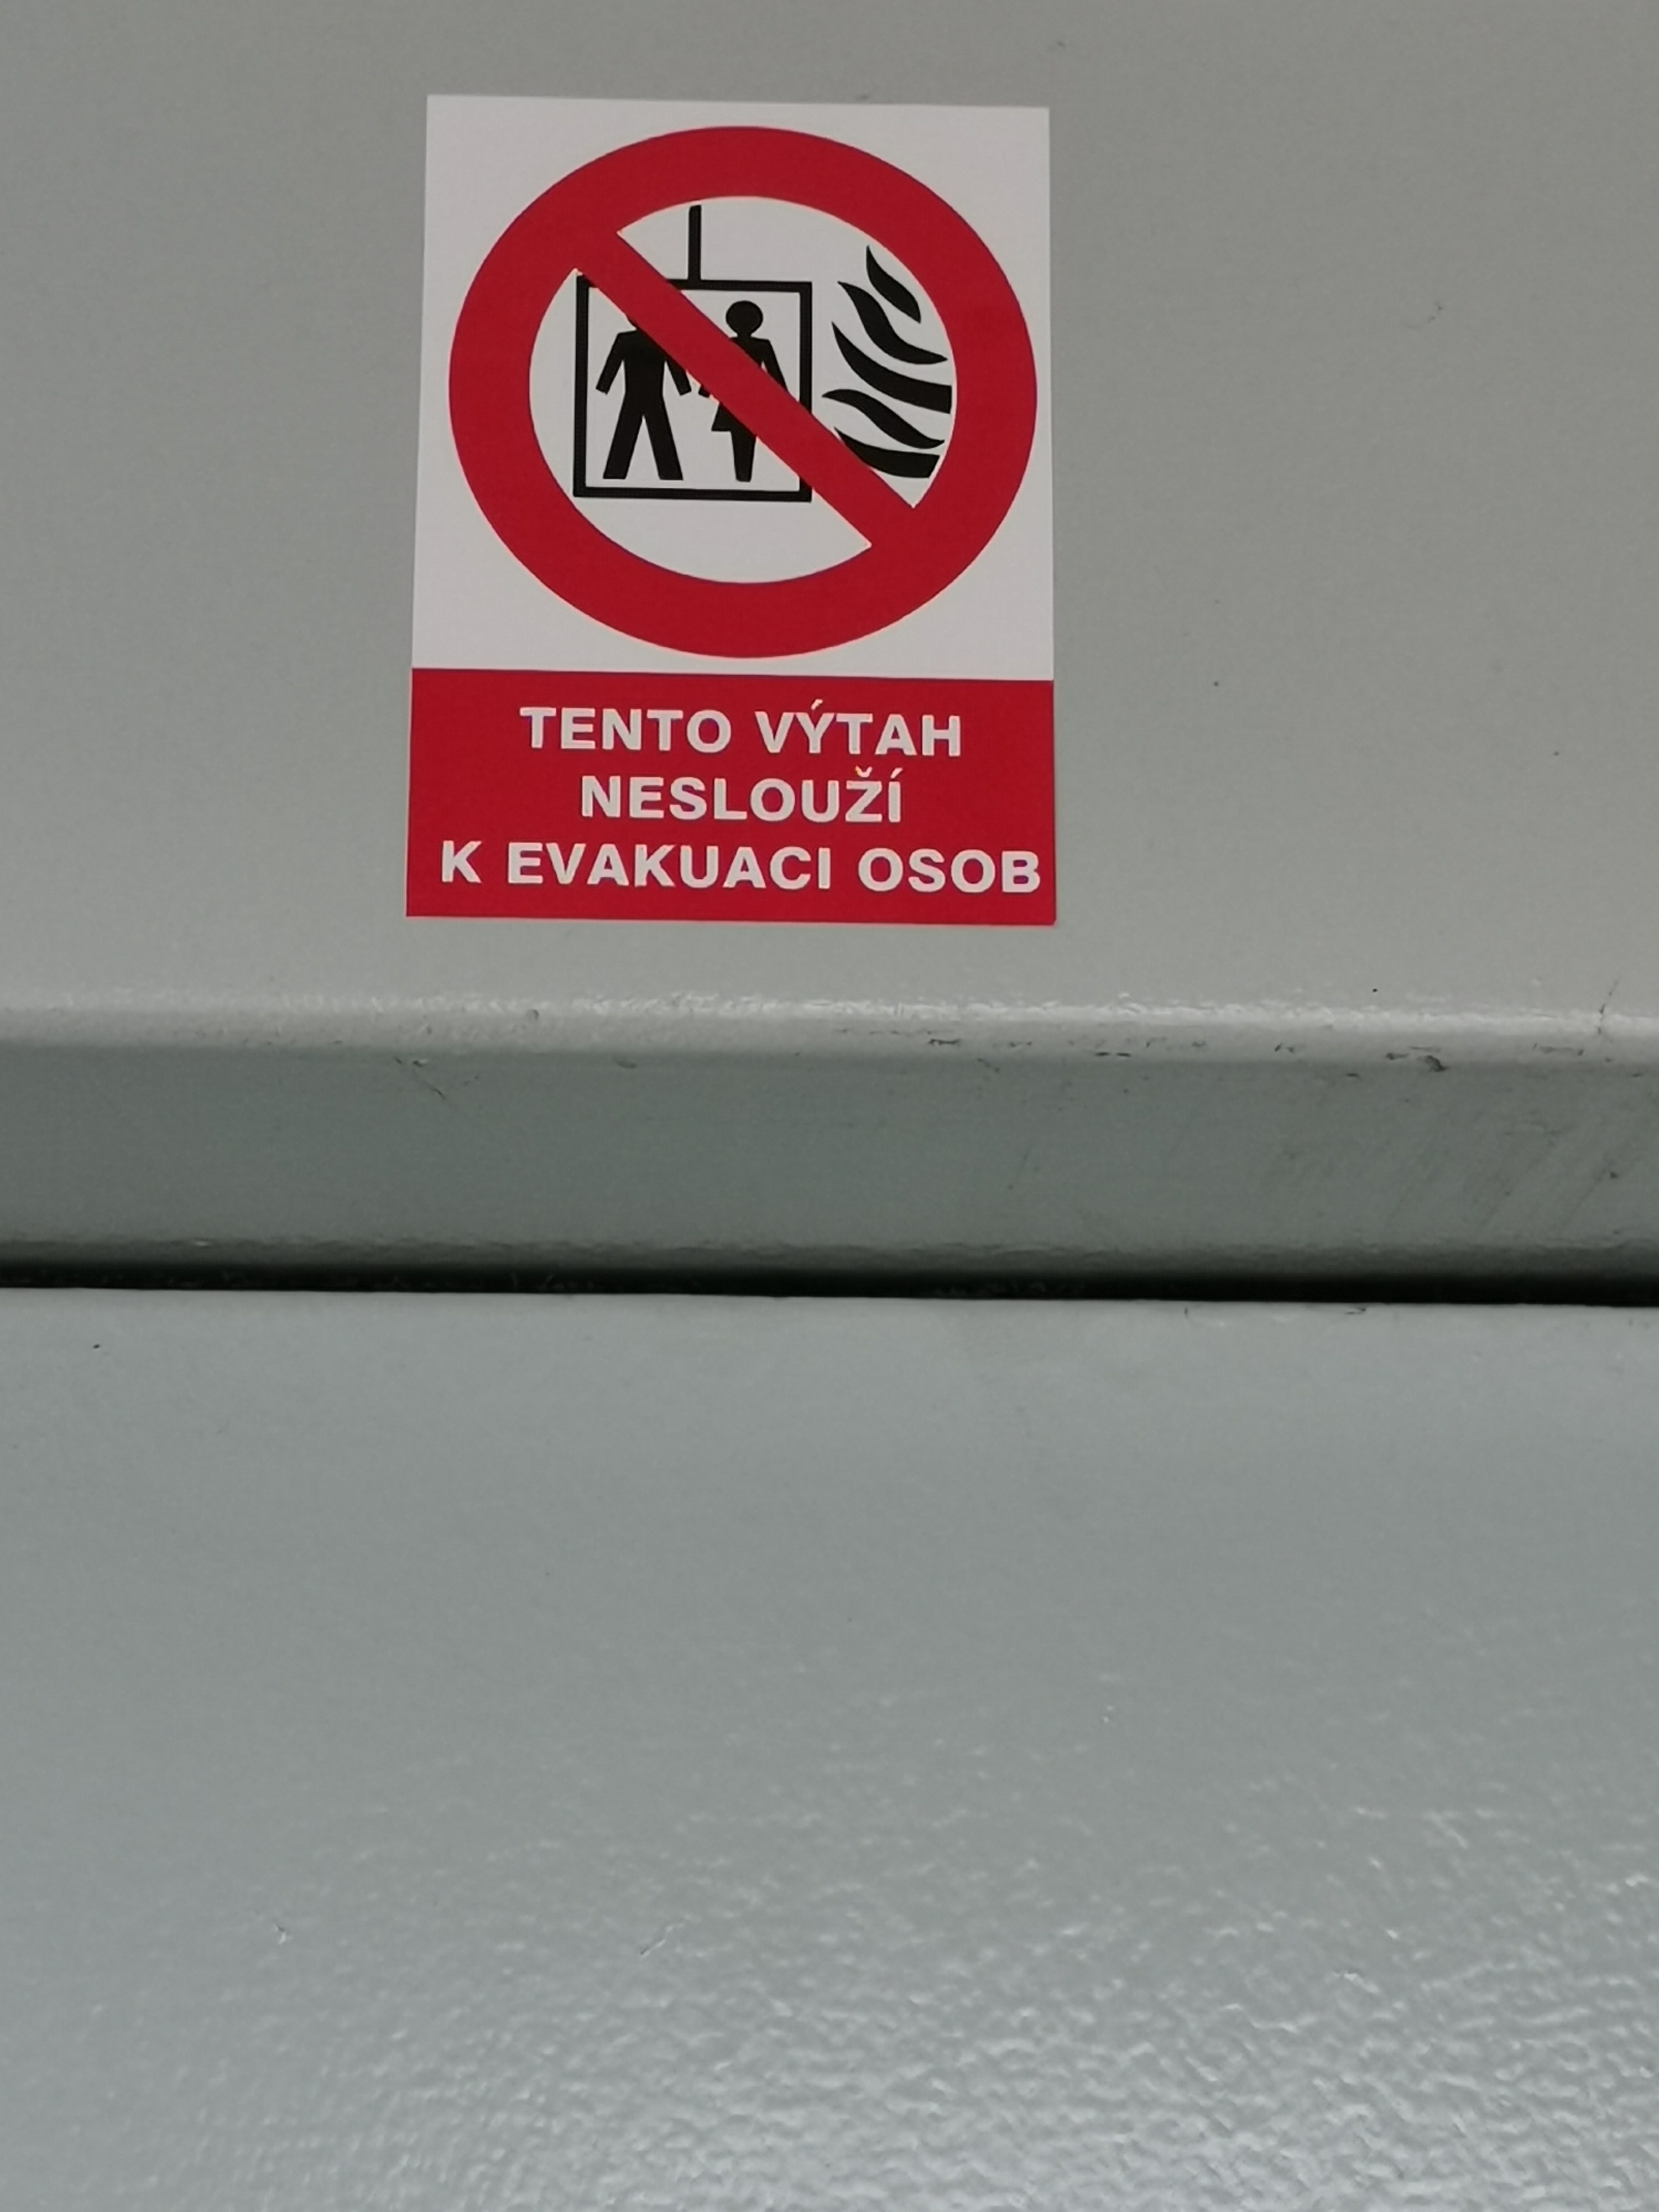 TENTO VÝTAH
NESLOUŽÍ
K EVAKUACI OSOB